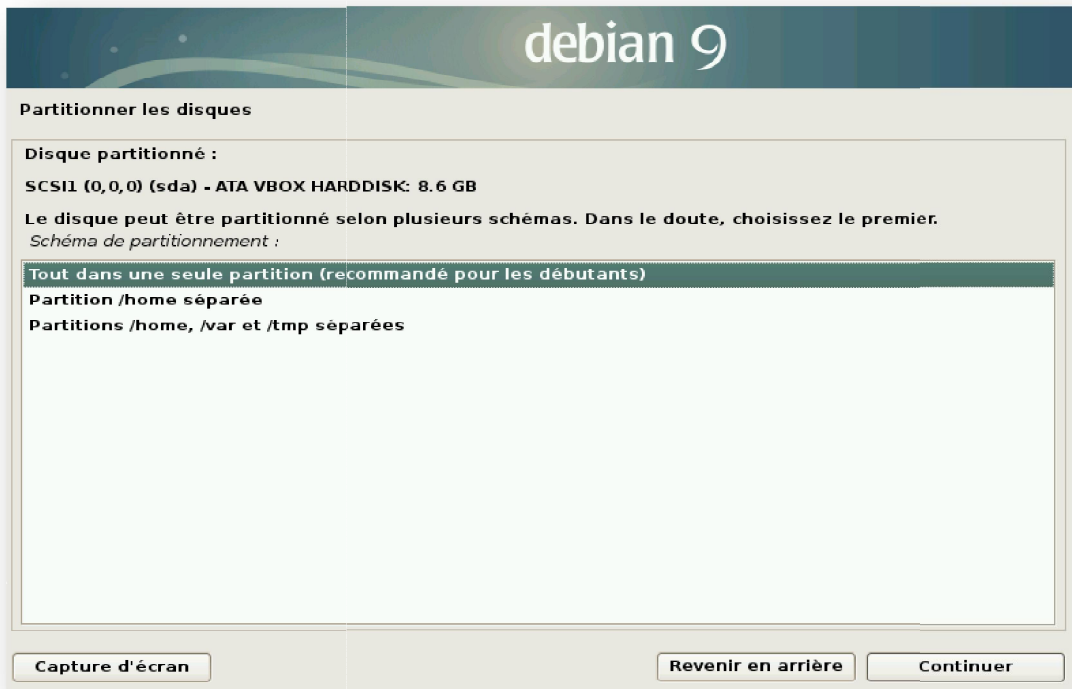 debian 9
Partitionner les disques
Disque partitionné :
SCSI1 (0,0,0) (sda) - ATA VBOX HARDDISK: 8.6 GB
Le disque peut être partitionné selon plusieurs schémas. Dans le doute, choisissez le premier.
Schéma de partitionnement :
Tout dans une seule partition (recommandé pour les débutants)
Partition /home séparée
Partitions /home, /var et /tmp séparées
Capture d'écran
Revenir en arrière
Continuer